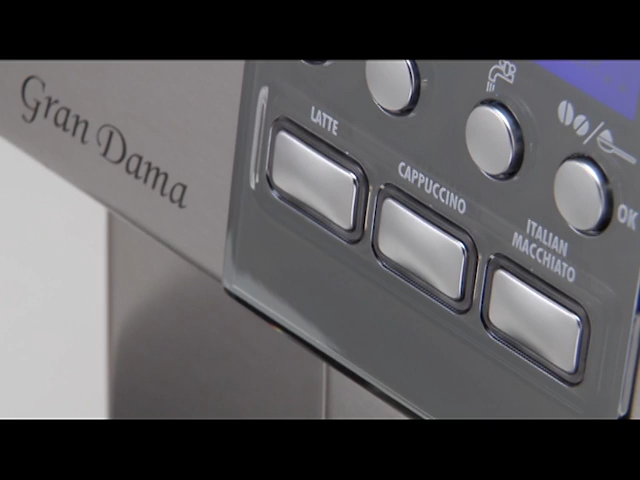 Gran Dama
LATTE
CAPPUCCINO
ITALIAN
MACCHIATO
OK